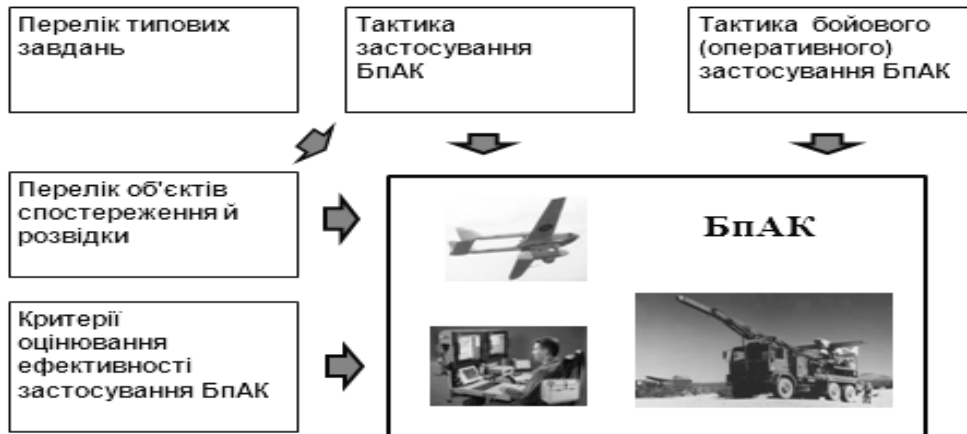 Перелік типових
завдань
Тактика
застосування
БпАК
Тактика бойового
(оперативного)
застосування БпАК
Перелік об'єктів
спостереження й
розвідки
БпАК
Критерії
оцінювання
ефективності
застосування БпАК